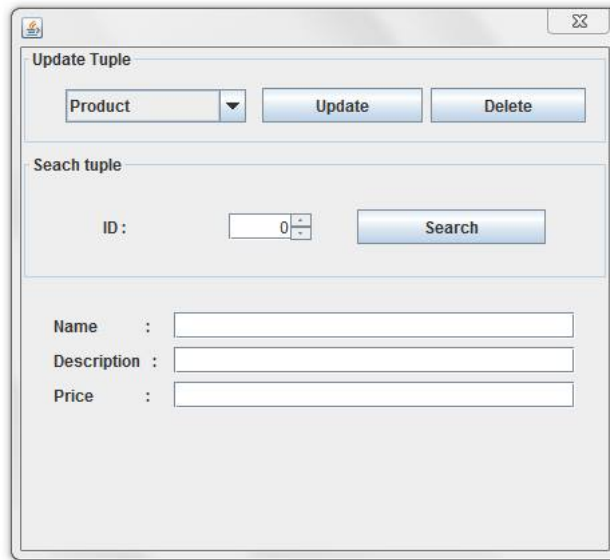 Update Tuple
Product Update Delete
Seach tuple
ID : 0 Search
Name :
Description :
Price :